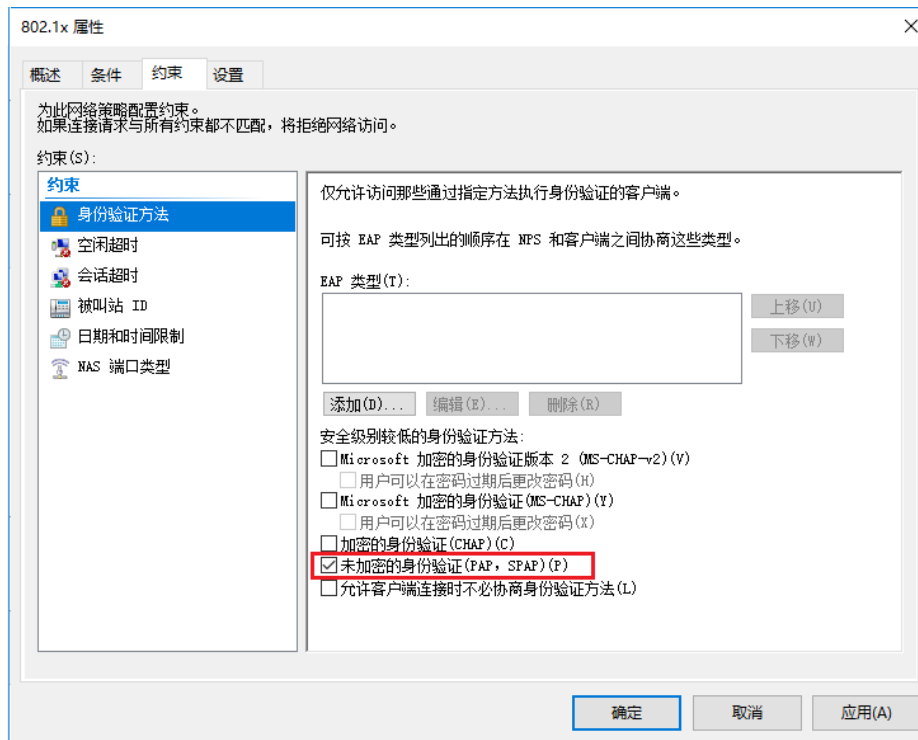 802.1x 属性
概述 条件 约束 设置
为此网络策略配置约束。
如果连接请求与所有约束都不匹配，将拒绝网络访问。
约束(S):
约束
身份验证方法
空闲超时
会话超时
被叫站 ID
日期和时间限制
NAS 端口类型
仅允许访问那些通过指定方法执行身份验证的客户端。
可按 EAP 类型列出的顺序在 NPS 和客户端之间协商这些类型。
EAP 类型(T):
上移(U)
下移(W)
添加(D)... 编辑(E)... 删除(R)
安全级别较低的身份验证方法:
Microsoft 加密的身份验证版本 2 (MS-CHAP-v2)(V)
用户可以在密码过期后更改密码(H)
Microsoft 加密的身份验证(MS-CHAP)(Y)
用户可以在密码过期后更改密码(X)
加密的身份验证(CHAP)(C)
未加密的身份验证(PAP，SPAP)(P)
允许客户端连接时不必协商身份验证方法(L)
确定 取消 应用(A)